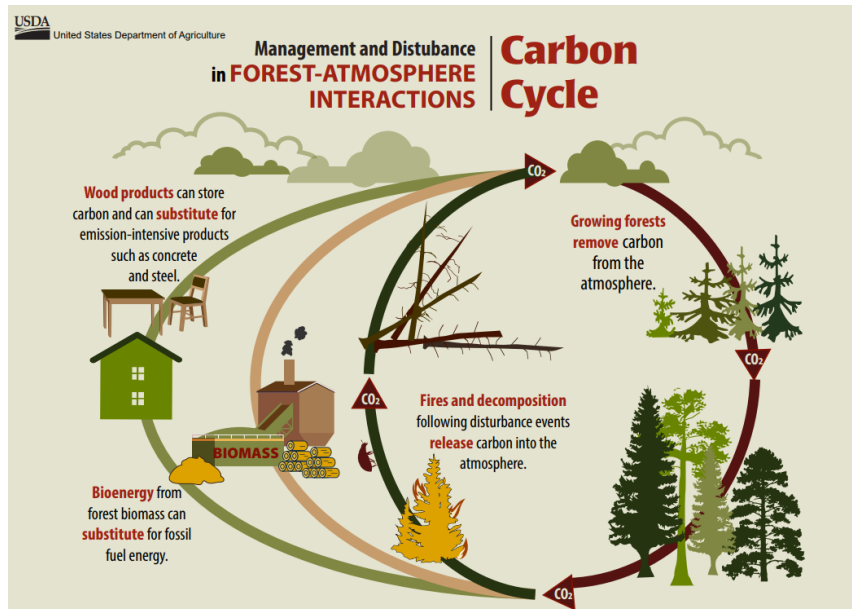 USDA
United States Department of Agriculture
Management and Distubance
in FOREST-ATMOSPHERE
INTERACTIONS
Carbon
Cycle
CO₂
Wood products can store
carbon and can substitute for
emission-intensive products
such as concrete
and steel.
Growing forests
remove carbon
from the
atmosphere.
CO₂
CO₂
Fires and decomposition
following disturbance events
release carbon into the
atmosphere.
BIOMASS
Bioenergy from
forest biomass can
substitute for fossil
fuel energy.
CO₂